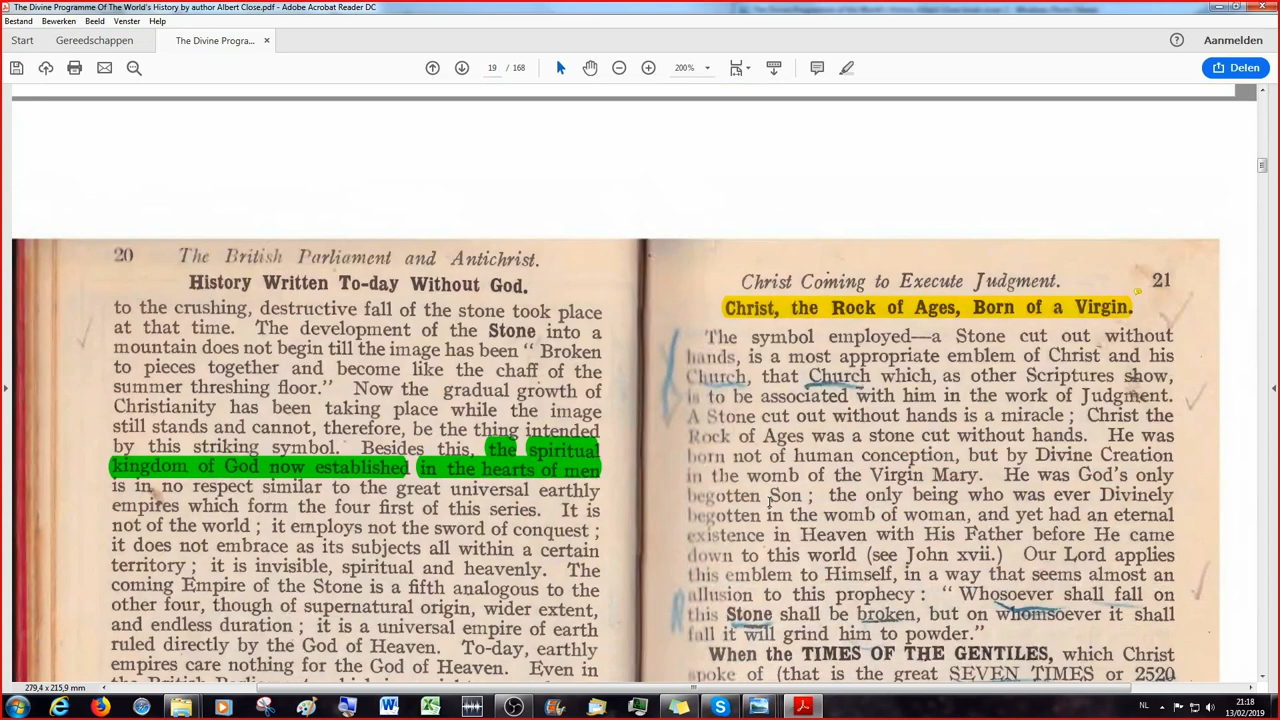 The Divine Programme Of The World's History by author Albert Close.pdf - Adobe Acrobat Reader DC
Bestand Bewerken Beeld Venster Help
Start Gereedschappen The Divine Progra... × Aanmelden
19 / 168 200% Delen
20 The British Parliament and Antichrist.
History Written To-day Without God.
to the crushing, destructive fall of the stone took place
at that time. The development of the Stone into a
mountain does not begin till the image has been " Broken
to pieces together and become like the chaff of the
summer threshing floor." Now the gradual growth of
Christianity has been taking place while the image
still stands and cannot, therefore, be the thing intended
by this striking symbol. Besides this, the spiritual
kingdom of God now established in the hearts of men
is in no respect similar to the great universal earthly
empires which form the four first of this series. It is
not of the world ; it employs not the sword of conquest ;
it does not embrace as its subjects all within a certain
territory ; it is invisible, spiritual and heavenly. The
coming Empire of the Stone is a fifth analogous to the
other four, though of supernatural origin, wider extent,
and endless duration ; it is a universal empire of earth
ruled directly by the God of Heaven. To-day, earthly
empires care nothing for the God of Heaven. Even in
Christ Coming to Execute Judgment. 21
Christ, the Rock of Ages, Born of a Virgin.
The symbol employed—a Stone cut out without
hands, is a most appropriate emblem of Christ and his
Church, that Church which, as other Scriptures show,
is to be associated with him in the work of Judgment.
A Stone cut out without hands is a miracle ; Christ the
Rock of Ages was a stone cut without hands. He was
born not of human conception, but by Divine Creation
in the womb of the Virgin Mary. He was God's only
begotten Son ; the only being who was ever Divinely
begotten in the womb of woman, and yet had an eternal
existence in Heaven with His Father before He came
down to this world (see John xvii.) Our Lord applies
this emblem to Himself, in a way that seems almost an
allusion to this prophecy : " Whosoever shall fall on
this Stone shall be broken, but on whomsoever it shall
fall it will grind him to powder."
When the TIMES OF THE GENTILES, which Christ
spoke of (that is the great SEVEN TIMES or 2520
279,4 x 215,9 mm
NL 21:18
13/02/2019